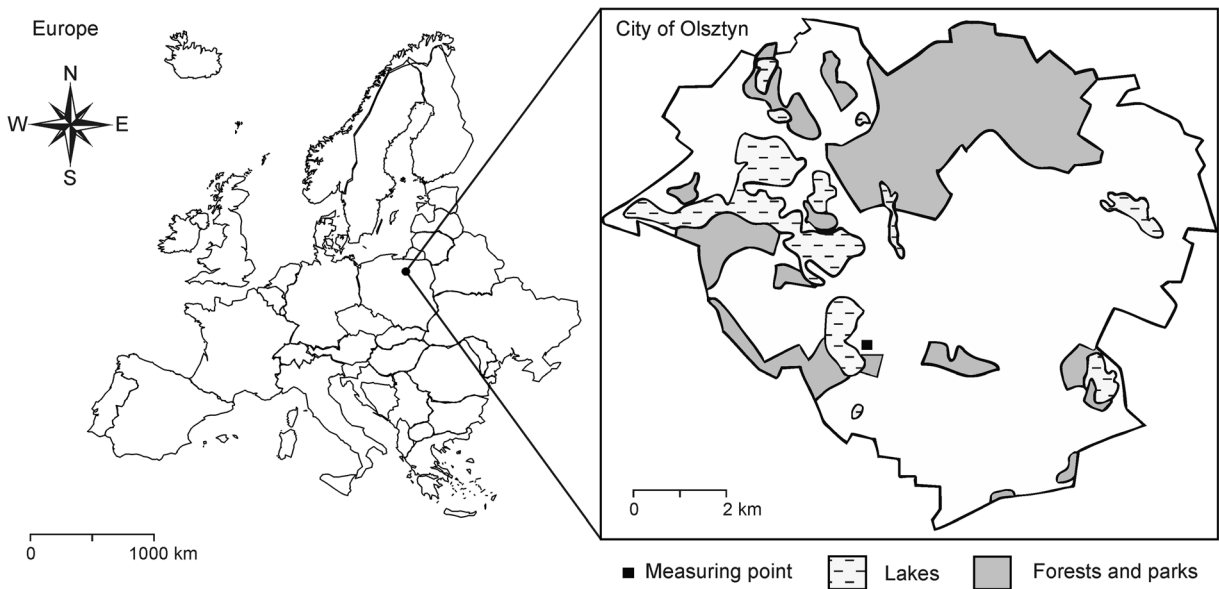 Europe
N
W E
S
0 1000 km
City of Olsztyn
0 2 km
Measuring point Lakes Forests and parks